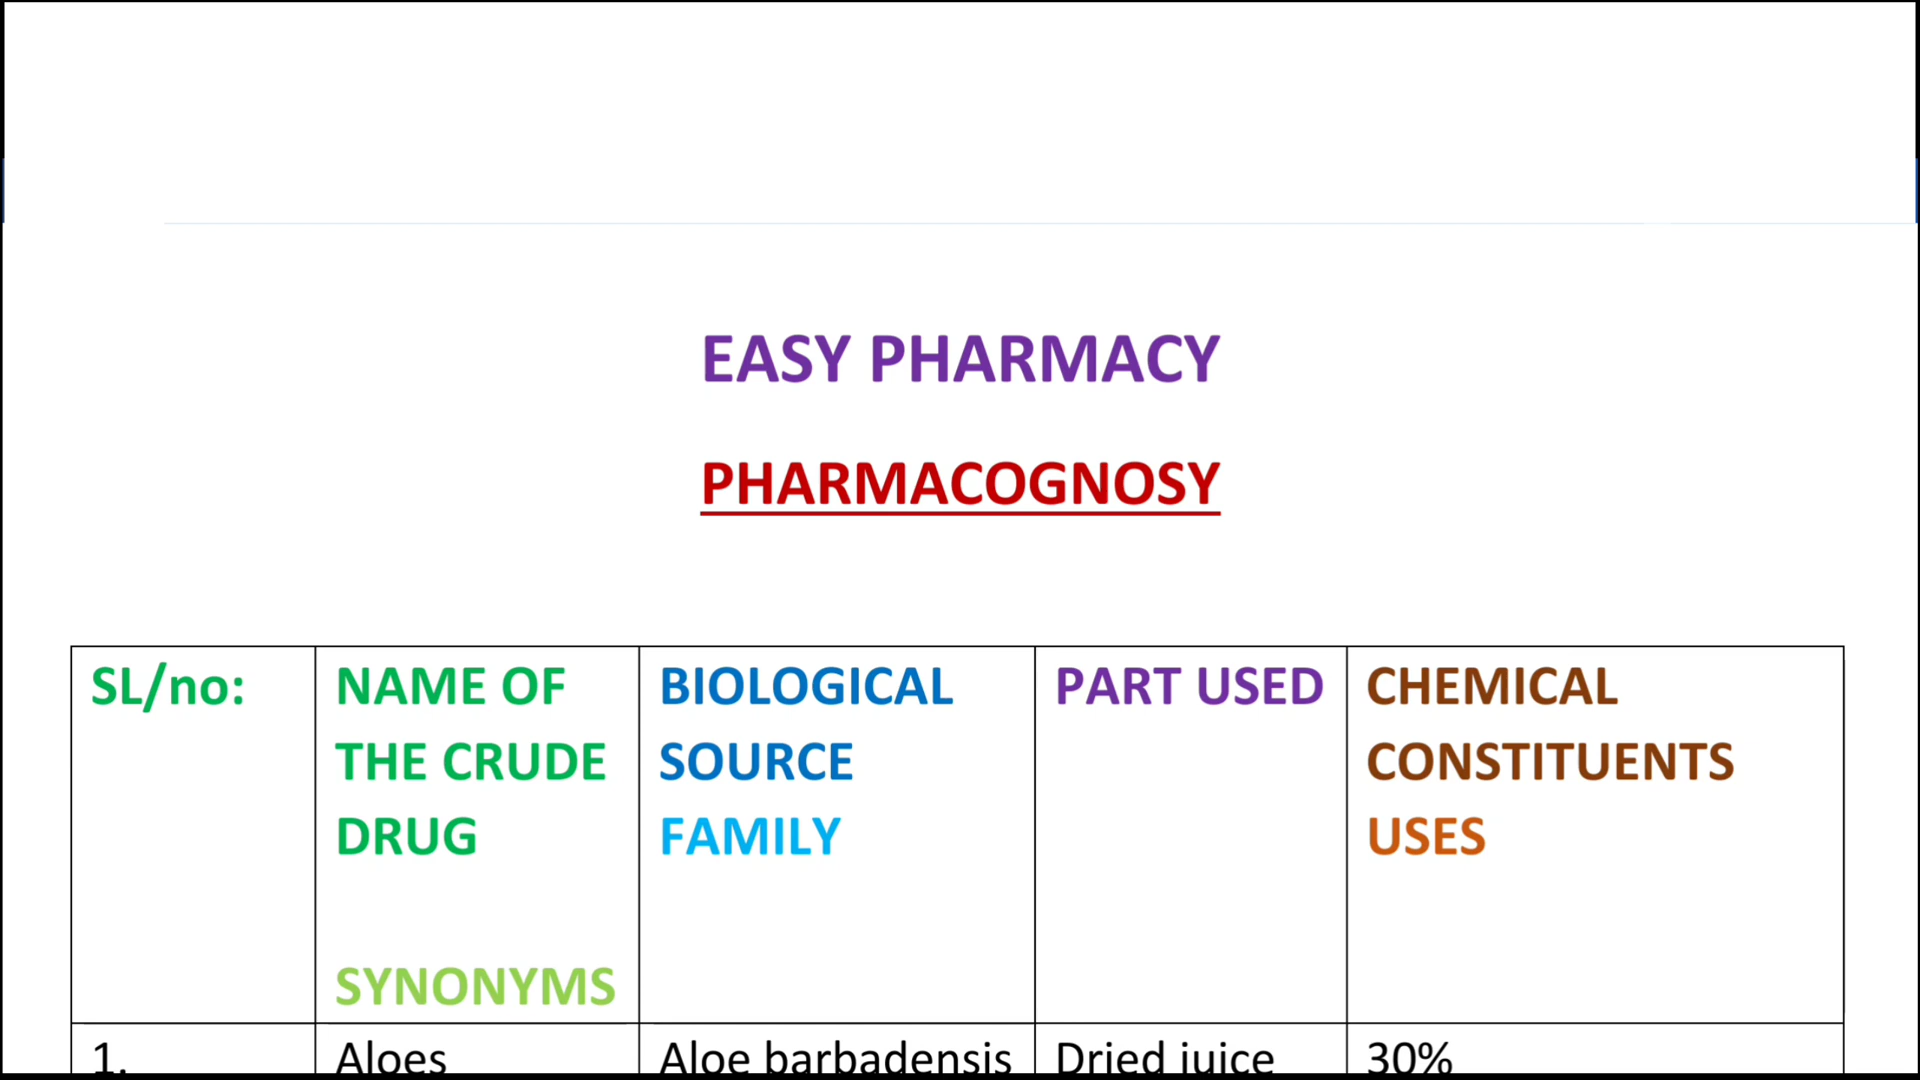 EASY PHARMACY
PHARMACOGNOSY
SL/no:
NAME OF
THE CRUDE
DRUG
SYNONYMS
BIOLOGICAL
SOURCE
FAMILY
PART USED
CHEMICAL
CONSTITUENTS
USES
1.
Aloes
Aloe barbadensis
Dried juice
30%